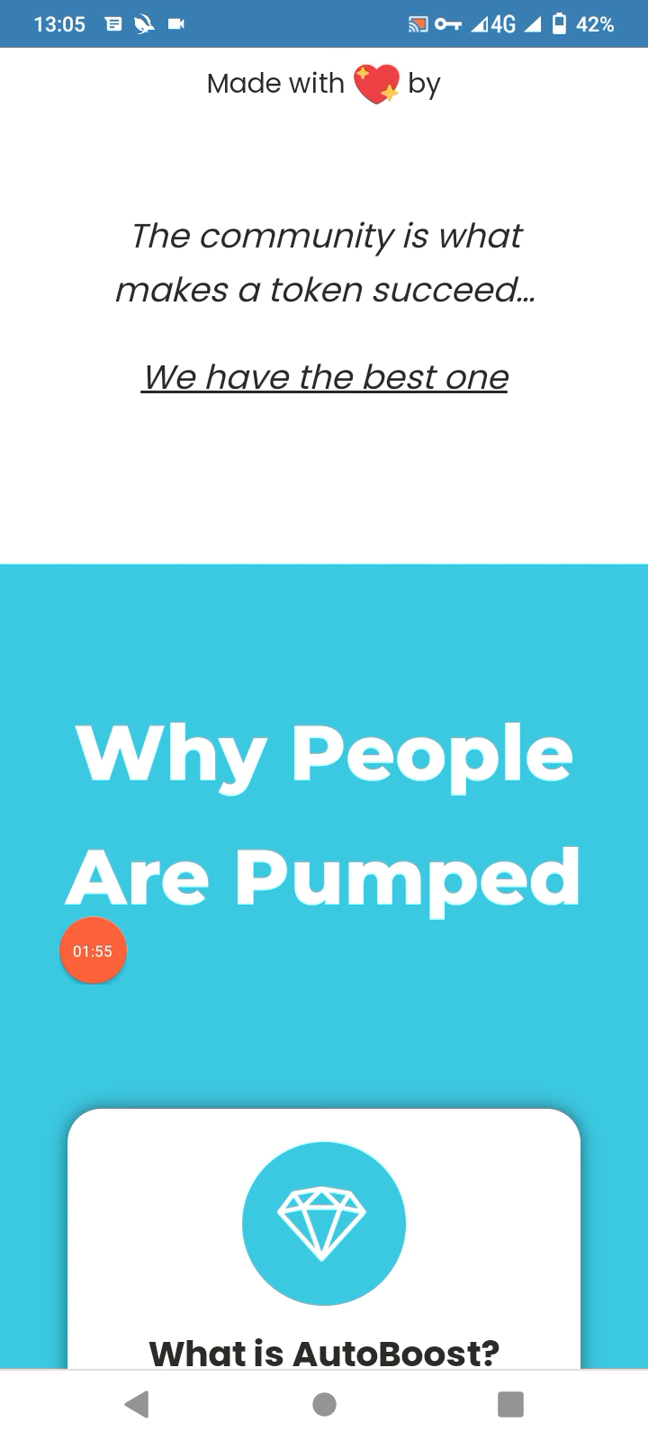 13:05
4G
42%
Made with 💖 by
The community is what
makes a token succeed...
We have the best one
Why People
Are Pumped
01:55
What is AutoBoost?